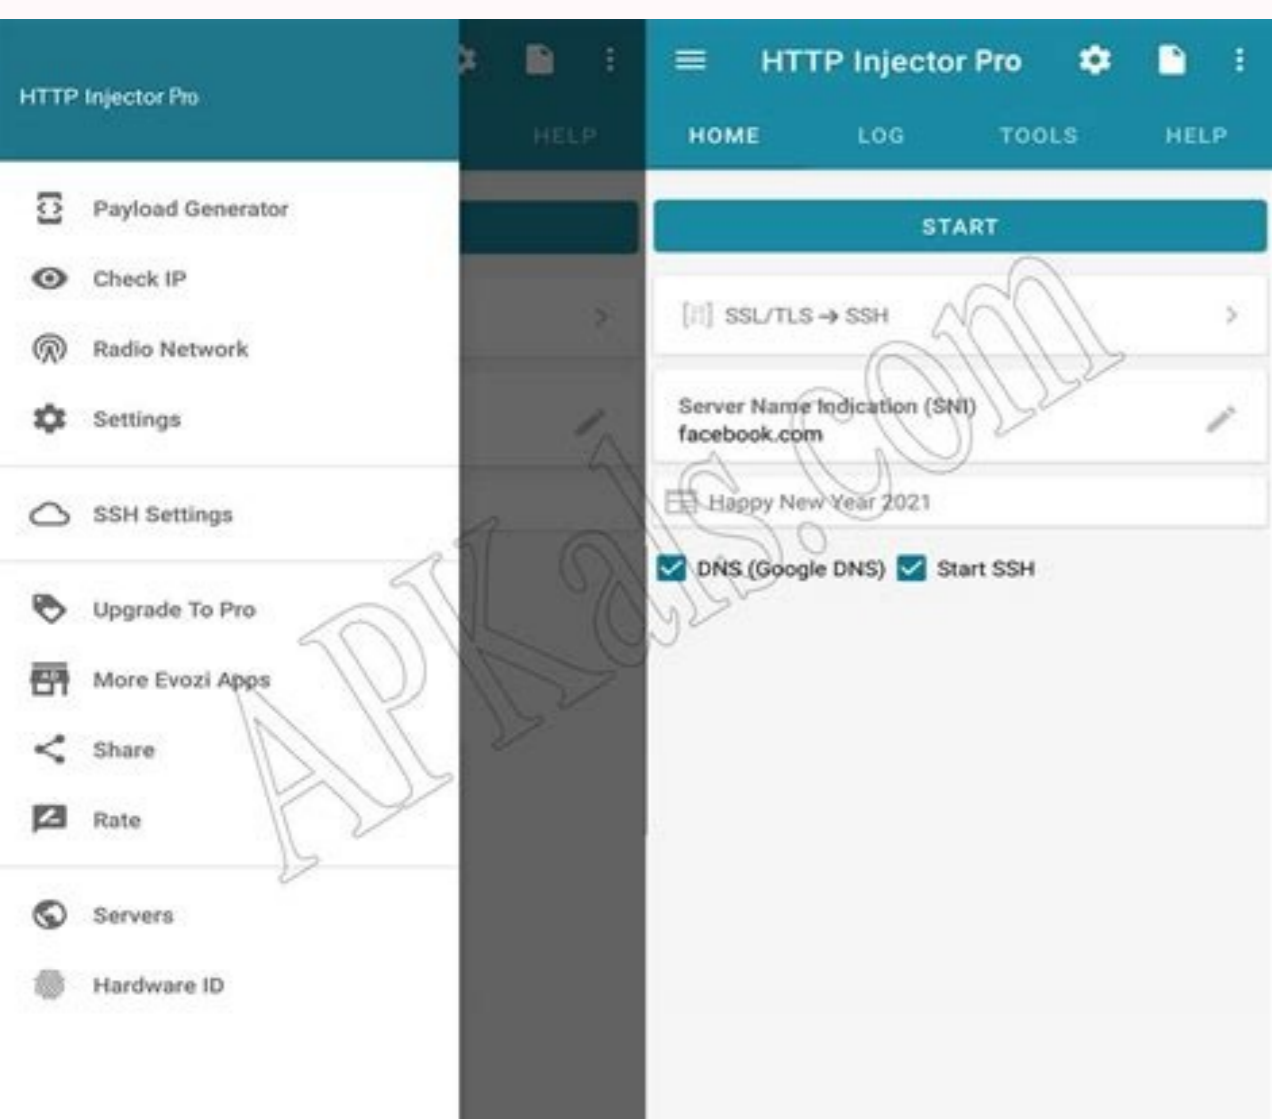 HTTP Injector Pro
HELP
Payload Generator
Check IP
Radio Network
Settings
SSH Settings
Upgrade To Pro
More Evozi Apps
Share
Rate
Servers
Hardware ID
HTTP Injector Pro
HOME LOG TOOLS HELP
START
SSL/TLS → SSH
Server Name Indication (SNI)
facebook.com
Happy New Year 2021
DNS (Google DNS) Start SSH
APKals.com